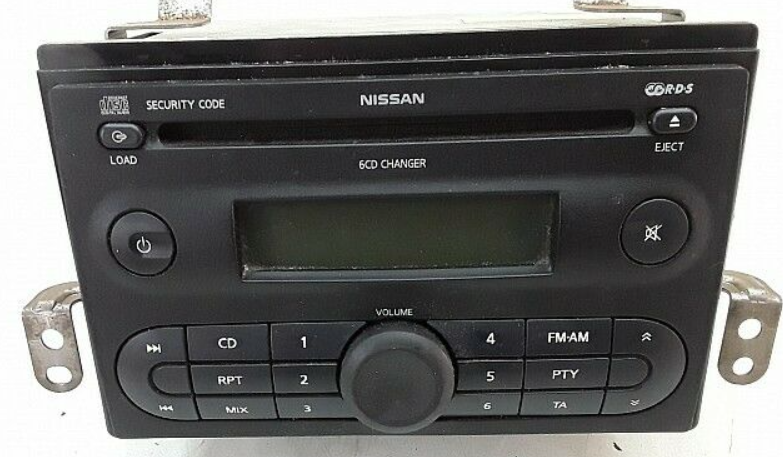 SECURITY CODE
NISSAN
R·D·S
LOAD
6CD CHANGER
EJECT
VOLUME
CD 1 4 FM·AM
RPT 2 5 PTY
MIX 3 6 TA